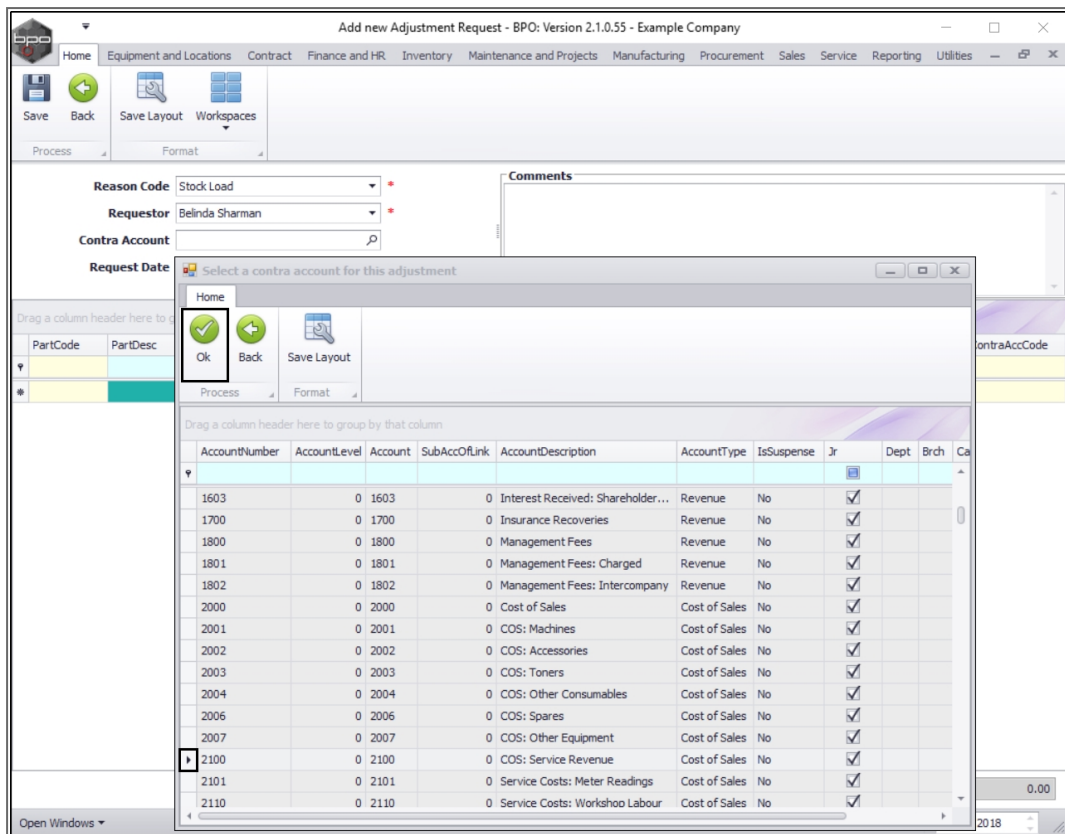 Add new Adjustment Request - BPO: Version 2.1.0.55 - Example Company
bpo
Home Equipment and Locations Contract Finance and HR Inventory Maintenance and Projects Manufacturing Procurement Sales Service Reporting Utilities
Save Back Save Layout Workspaces
Process Format
Reason Code Stock Load *
Requestor Belinda Sharman *
Contra Account
Request Date
Comments
Drag a column header here to g
PartCode PartDesc ContraAccCode
Select a contra account for this adjustment
Home
Ok Back Save Layout
Process Format
Drag a column header here to group by that column
AccountNumber AccountLevel Account SubAccOfLink AccountDescription AccountType IsSuspense Jr Dept Brch Ca
1603 0 1603 0 Interest Received: Shareholder... Revenue No
1700 0 1700 0 Insurance Recoveries Revenue No
1800 0 1800 0 Management Fees Revenue No
1801 0 1801 0 Management Fees: Charged Revenue No
1802 0 1802 0 Management Fees: Intercompany Revenue No
2000 0 2000 0 Cost of Sales Cost of Sales No
2001 0 2001 0 COS: Machines Cost of Sales No
2002 0 2002 0 COS: Accessories Cost of Sales No
2003 0 2003 0 COS: Toners Cost of Sales No
2004 0 2004 0 COS: Other Consumables Cost of Sales No
2006 0 2006 0 COS: Spares Cost of Sales No
2007 0 2007 0 COS: Other Equipment Cost of Sales No
2100 0 2100 0 COS: Service Revenue Cost of Sales No
2101 0 2101 0 Service Costs: Meter Readings Cost of Sales No
2110 0 2110 0 Service Costs: Workshop Labour Cost of Sales No
0.00
Open Windows 2018